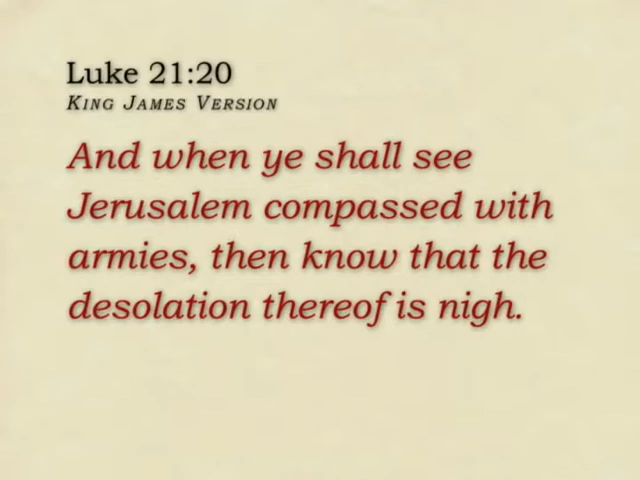 Luke 21:20
King James Version
And when ye shall see
Jerusalem compassed with
armies, then know that the
desolation thereof is nigh.